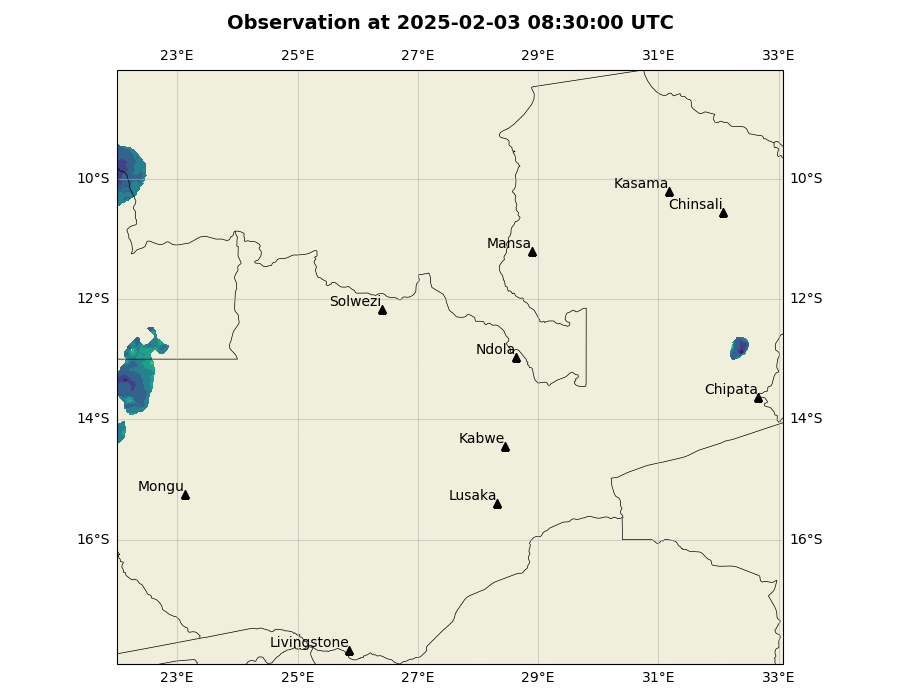 Observation at 2025-02-03 08:30:00 UTC
23°E 25°E 27°E 29°E 31°E 33°E
10°S 10°S
Kasama
Chinsali
Mansa
12°S 12°S
Solwezi
Ndola
Chipata
14°S 14°S
Kabwe
Mongu
Lusaka
16°S 16°S
Livingstone
23°E 25°E 27°E 29°E 31°E 33°E